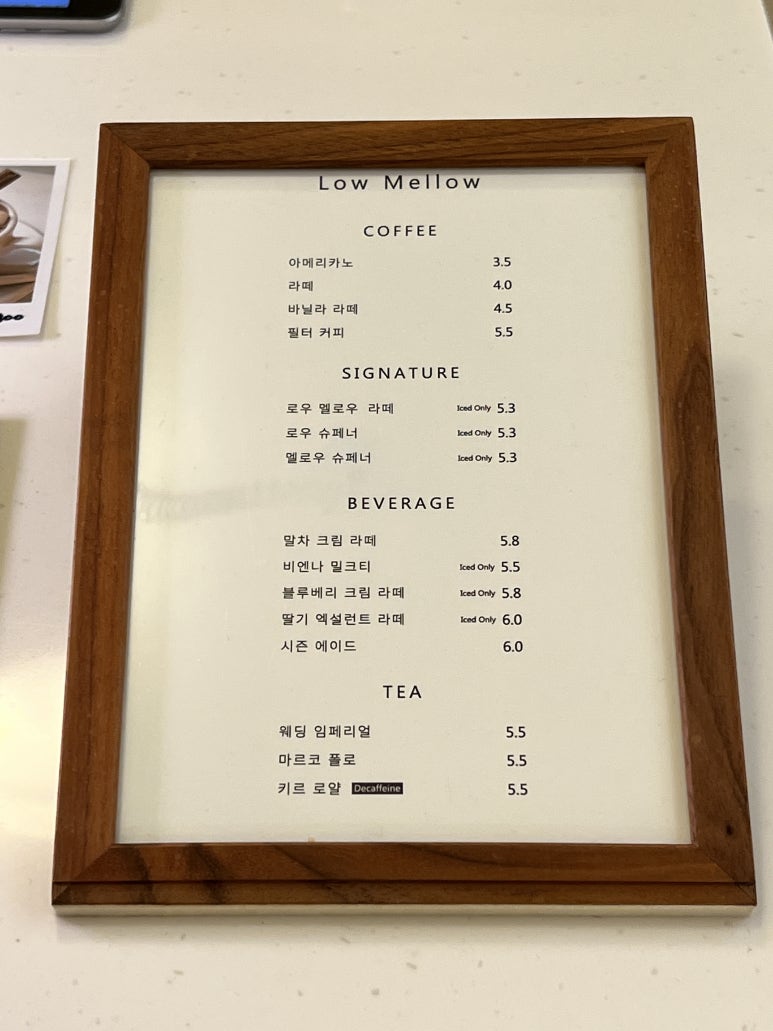 Low Mellow
COFFEE
아메리카노 3.5
라떼 4.0
바닐라 라떼 4.5
필터 커피 5.5
SIGNATURE
로우 멜로우 라떼 Iced Only 5.3
로우 슈페너 Iced Only 5.3
멜로우 슈페너 Iced Only 5.3
BEVERAGE
말차 크림 라떼 5.8
비엔나 밀크티 Iced Only 5.5
블루베리 크림 라떼 Iced Only 5.8
딸기 엑설런트 라떼 Iced Only 6.0
시즌 에이드 6.0
TEA
웨딩 임페리얼 5.5
마르코 플로 5.5
키르 로얄 Decaffeine 5.5